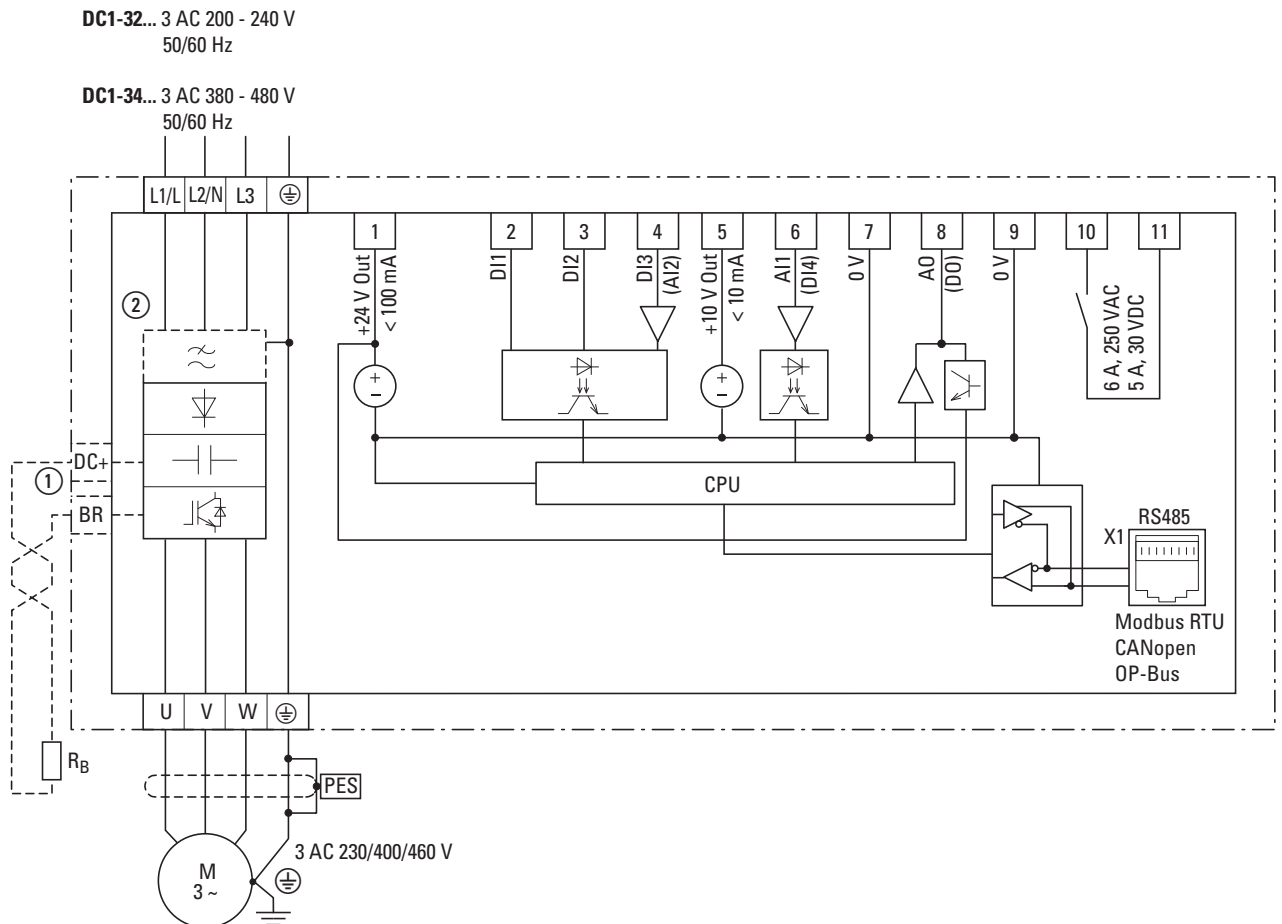 DC1-32... 3 AC 200 - 240 V
50/60 Hz
DC1-34... 3 AC 380 - 480 V
50/60 Hz
L1/L L2/N L3
1 2 3 4 5 6 7 8 9 10 11
+24 V Out
< 100 mA
DI1
DI2
DI3
(AI2)
+10 V Out
< 10 mA
AI1
(DI4)
0 V
AO
(DO)
0 V
6 A, 250 VAC
5 A, 30 VDC
2
+
−
+
−
DC+
1
BR
CPU
X1
RS485
Modbus RTU
CANopen
OP-Bus
U V W
RB
PES
3 AC 230/400/460 V
M
3 ~